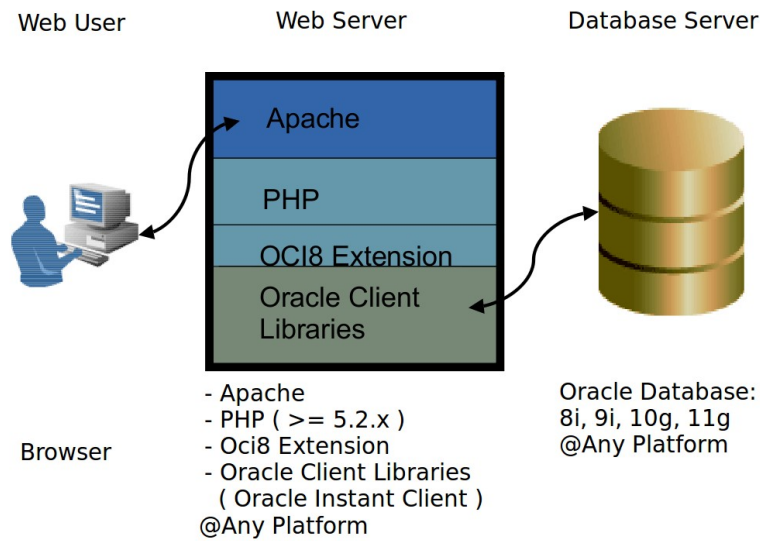 Web User
Web Server
Database Server
Apache
PHP
OCI8 Extension
Oracle Client
Libraries
Browser
- Apache
- PHP ( >= 5.2.x )
- Oci8 Extension
- Oracle Client Libraries
( Oracle Instant Client )
@Any Platform
Oracle Database:
8i, 9i, 10g, 11g
@Any Platform